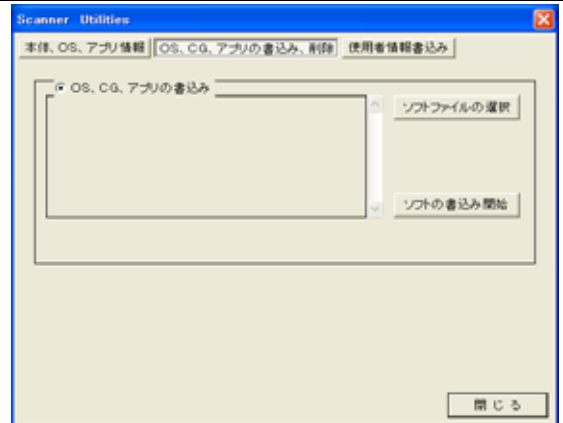 Scanner Utilities
本体、OS、アプリ情報 OS、CG、アプリの書込み、削除 使用者情報書込み
OS、CG、アプリの書込み
ソフトファイルの選択
ソフトの書込み開始
閉じる